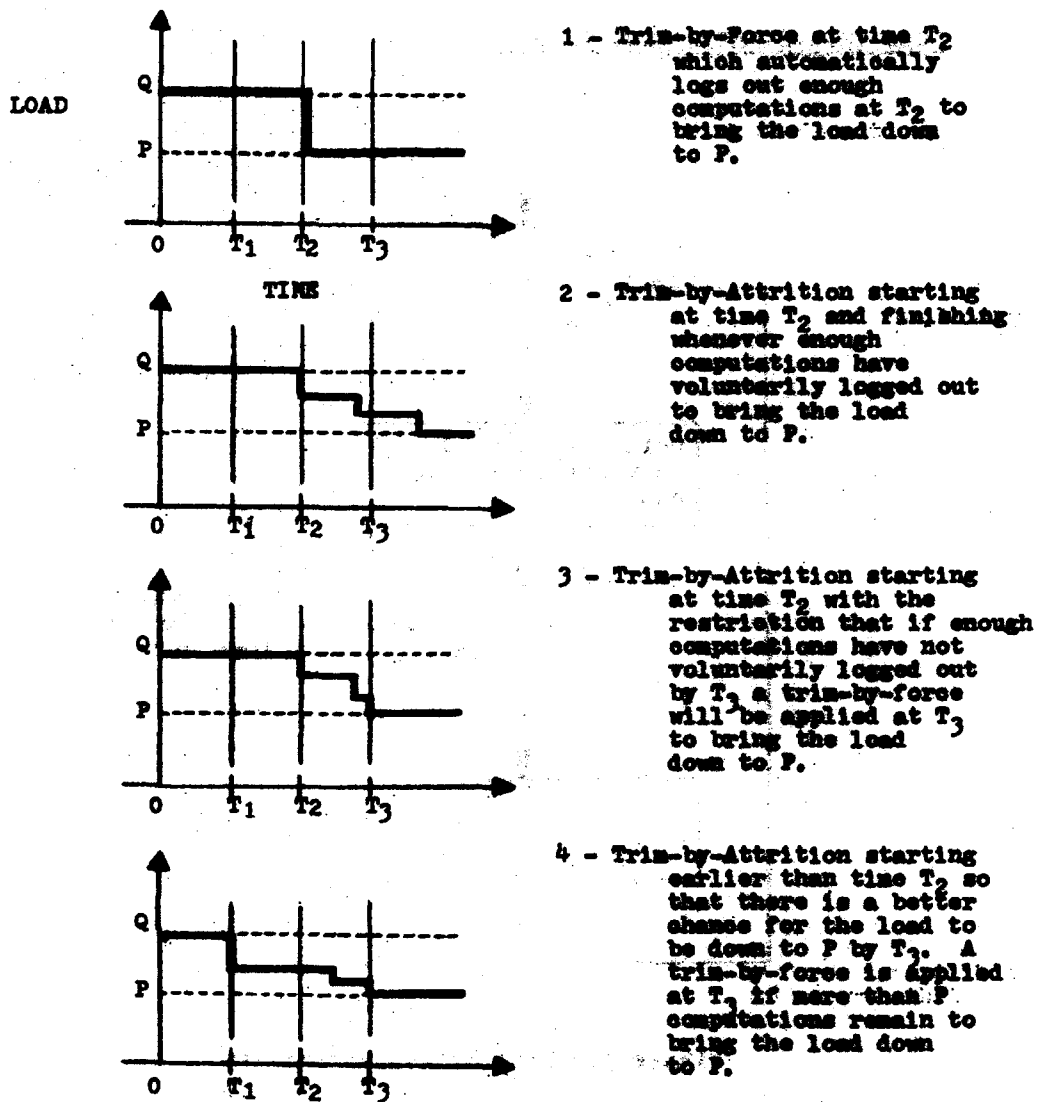 LOAD
Q
P
0
T1
T2
T3
TIME
1 - Trim-by-Force at time T2
which automatically
logs out enough
computations at T2 to
bring the load down
to P.
Q
P
0
T1
T2
T3
2 - Trim-by-Attrition starting
at time T2 and finishing
whenever enough
computations have
voluntarily logged out
to bring the load
down to P.
Q
P
0
T1
T2
T3
3 - Trim-by-Attrition starting
at time T2 with the
restriction that if enough
computations have not
voluntarily logged out
by T3 a trim-by-force
will be applied at T3
to bring the load
down to P.
Q
P
0
T1
T2
T3
4 - Trim-by-Attrition starting
earlier than time T2 so
that there is a better
chance for the load to
be down to P by T3. A
trim-by-force is applied
at T3 if more than P
computations remain to
bring the load down
to P.